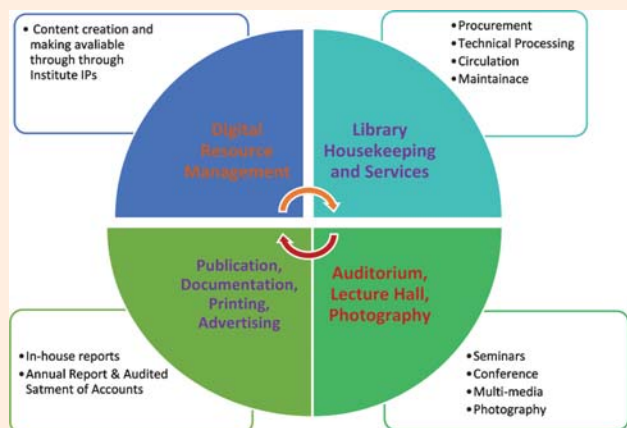 • Content creation and
making avaliable
through through
Institute IPs
• Procurement
• Technical Processing
• Circulation
• Maintainace
Digital
Resource
Management
Library
Housekeeping
and Services
Publication,
Documentation,
Printing,
Advertising
Auditorium,
Lecture Hall,
Photography
• In-house reports
• Annual Report & Audited
Satment of Accounts
• Seminars
• Conference
• Multi-media
• Photography